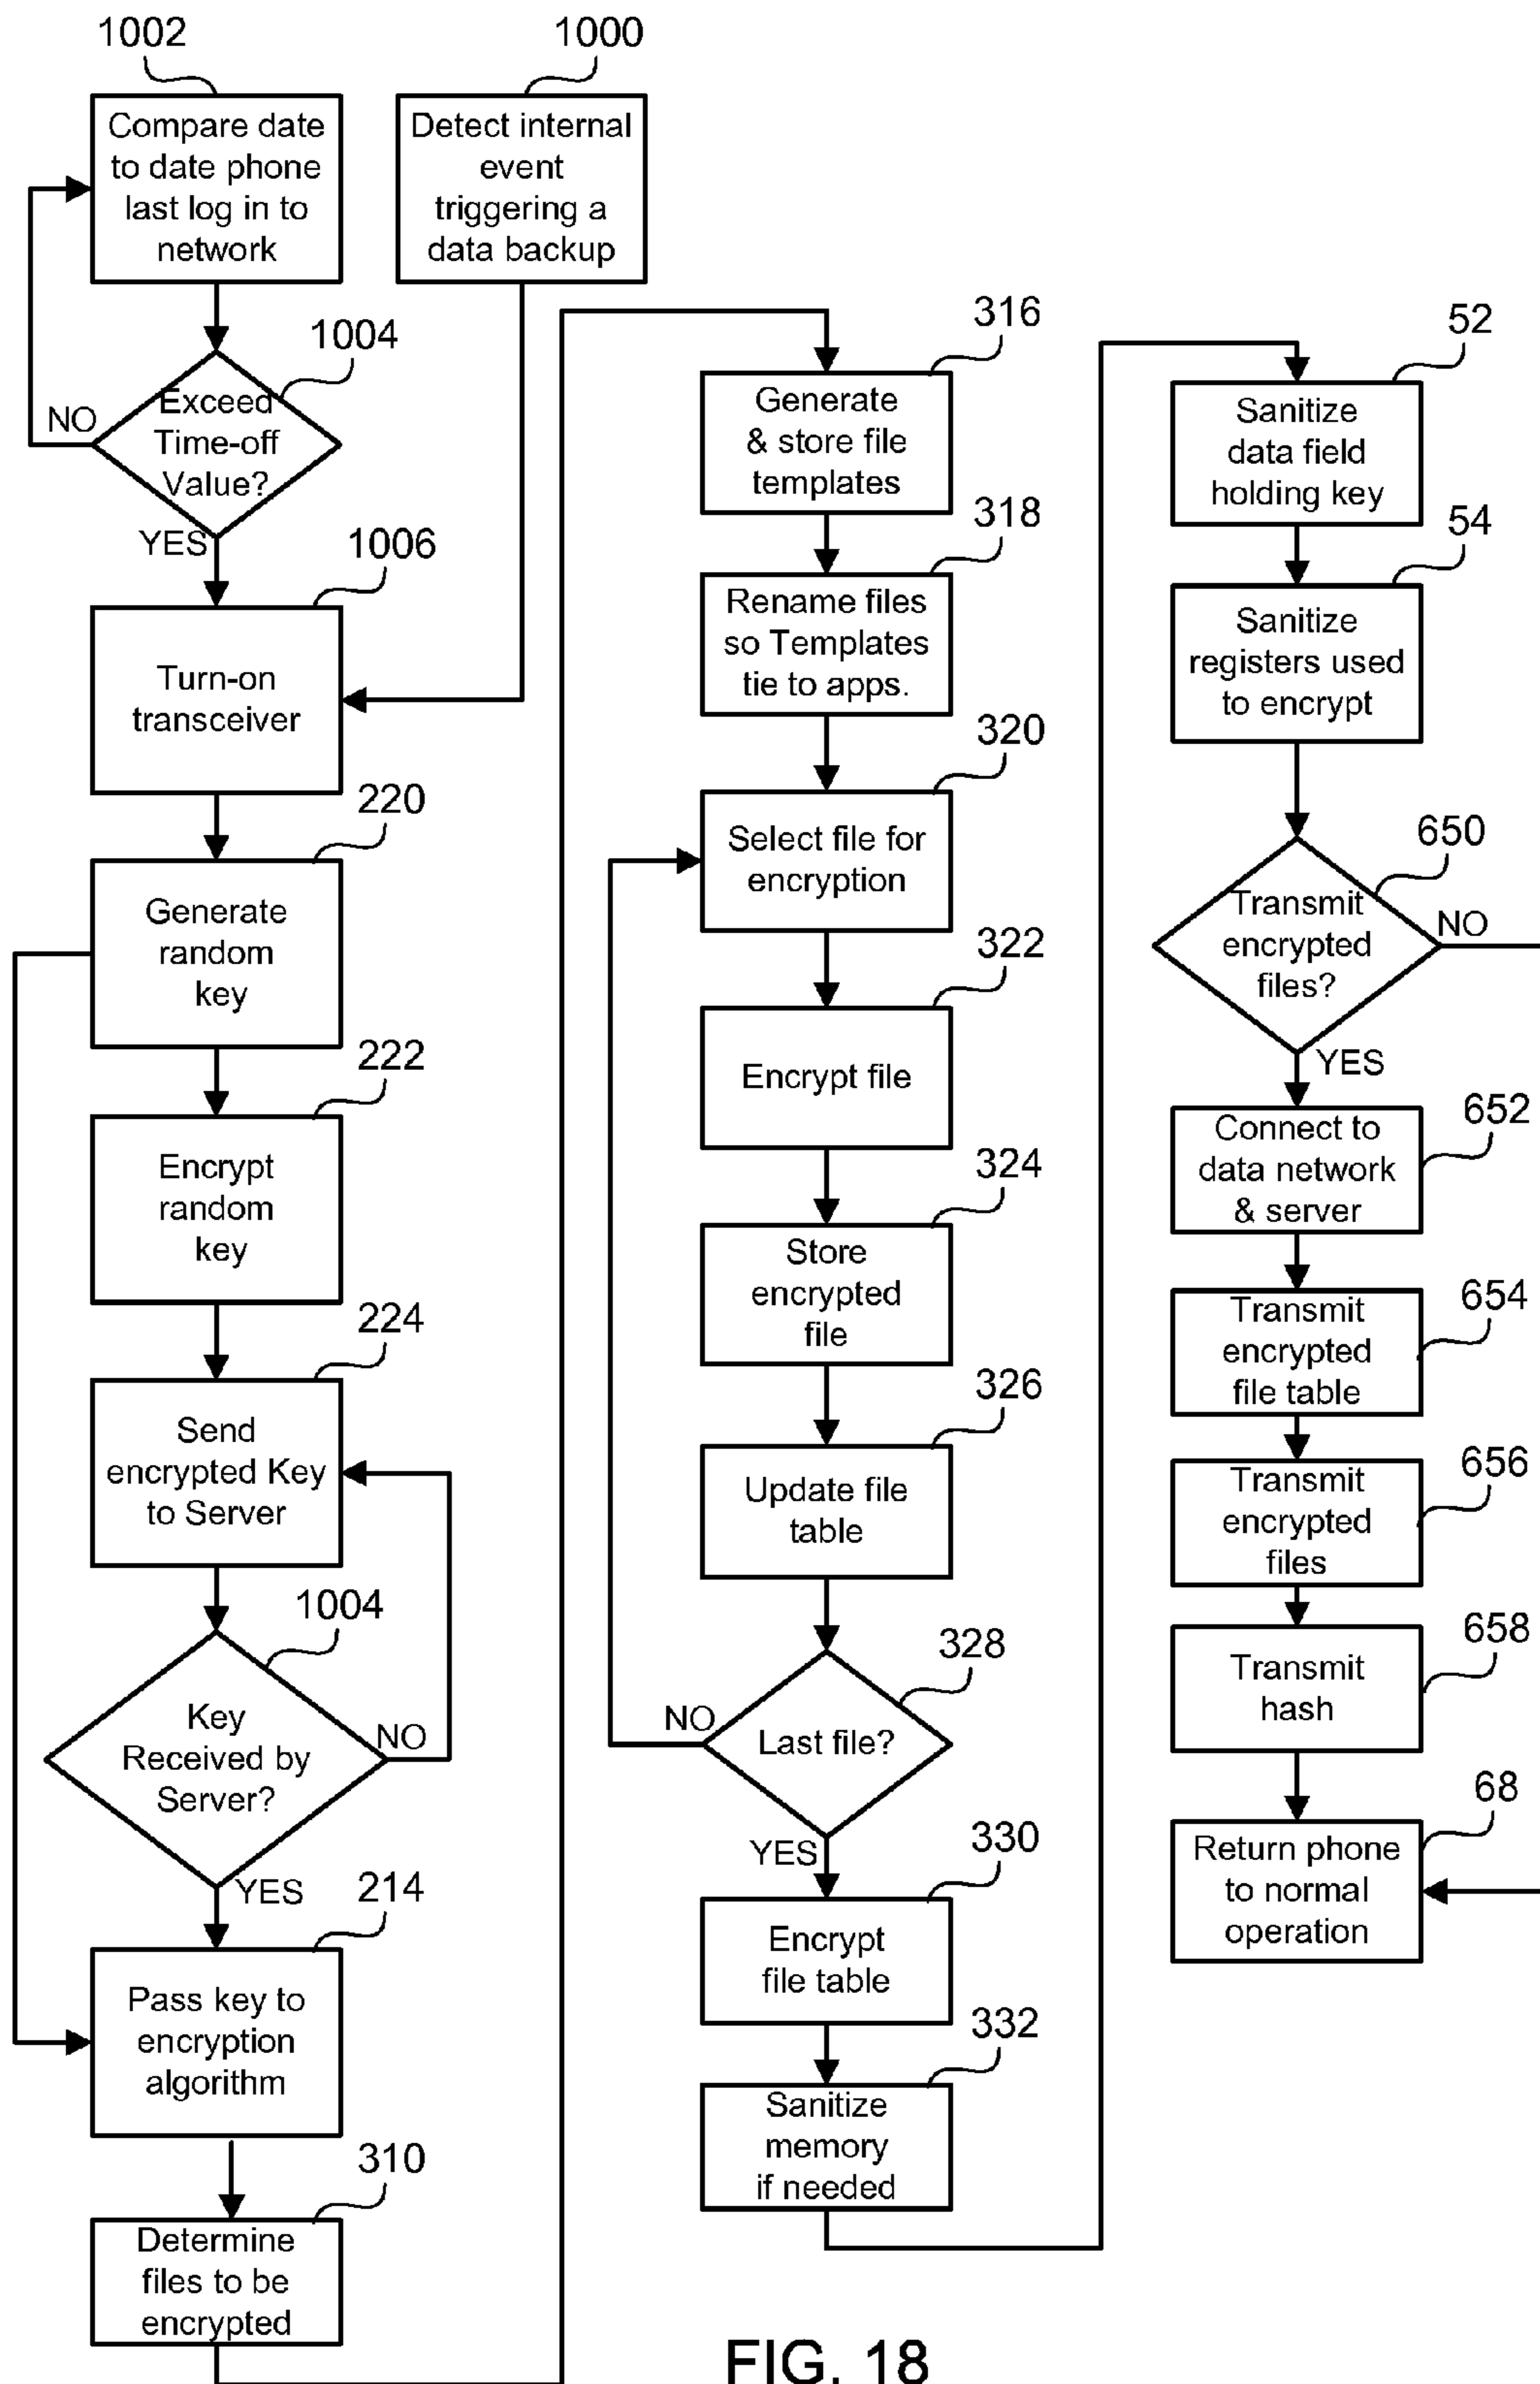 1002
Compare date
to date phone
last log in to
network
1000
Detect internal
event
triggering a
data backup
1004
Exceed
Time-off
Value?
NO
YES
1006
Turn-on
transceiver
220
Generate
random
key
222
Encrypt
random
key
224
Send
encrypted Key
to Server
1004
Key
Received by
Server?
NO
YES
214
Pass key to
encryption
algorithm
310
Determine
files to be
encrypted
316
Generate
& store file
templates
318
Rename files
so Templates
tie to apps.
320
Select file for
encryption
322
Encrypt file
324
Store
encrypted
file
326
Update file
table
328
Last file?
NO
YES
330
Encrypt
file table
332
Sanitize
memory
if needed
52
Sanitize
data field
holding key
54
Sanitize
registers used
to encrypt
650
Transmit
encrypted
files?
NO
YES
652
Connect to
data network
& server
654
Transmit
encrypted
file table
656
Transmit
encrypted
files
658
Transmit
hash
68
Return phone
to normal
operation
FIG. 18